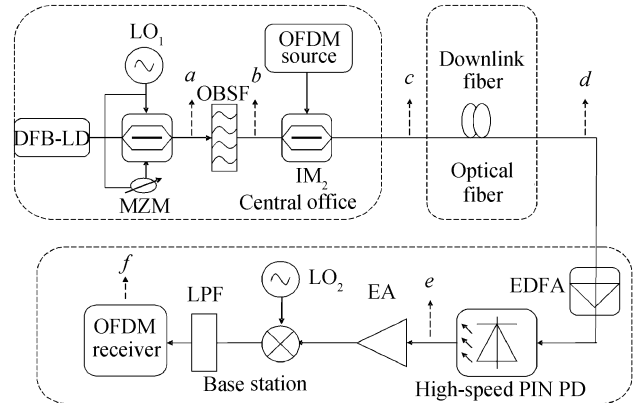 LO1
OFDM
source
a
OBSF
b
c
Downlink
fiber
d
DFB-LD
MZM
IM2
Central office
Optical
fiber
f
LPF
LO2
EA
e
EDFA
OFDM
receiver
Base station
High-speed PIN PD